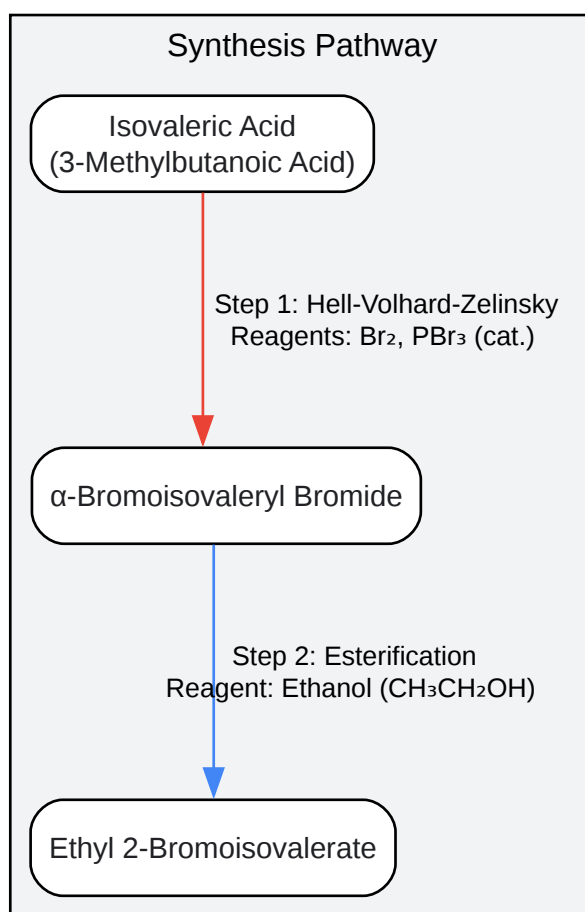 Synthesis Pathway
Isovaleric Acid
(3-Methylbutanoic Acid)
Step 1: Hell-Volhard-Zelinsky
Reagents: Br₂, PBr₃ (cat.)
α-Bromoisovaleryl Bromide
Step 2: Esterification
Reagent: Ethanol (CH₃CH₂OH)
Ethyl 2-Bromoisovalerate